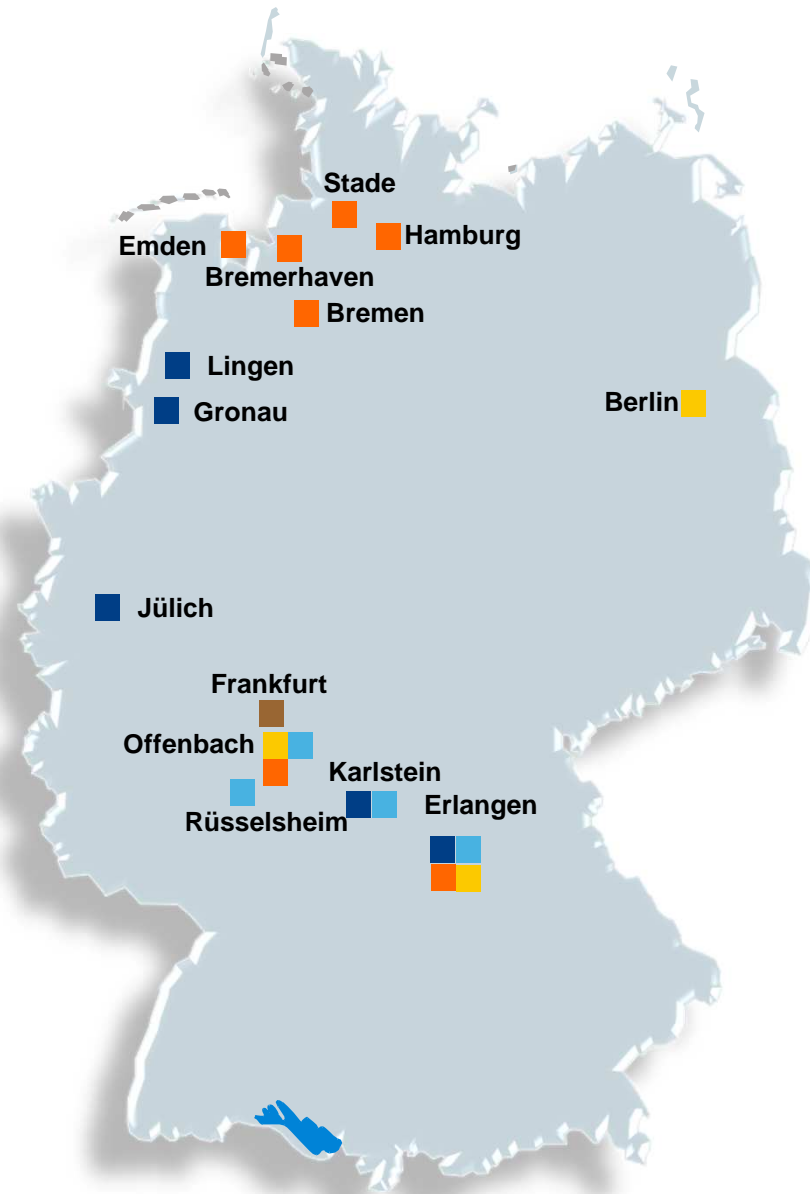 Stade
Hamburg
Emden
Bremerhaven
Bremen
Lingen
Gronau
Berlin
Jülich
Frankfurt
Offenbach
Karlstein
Rüsselsheim
Erlangen